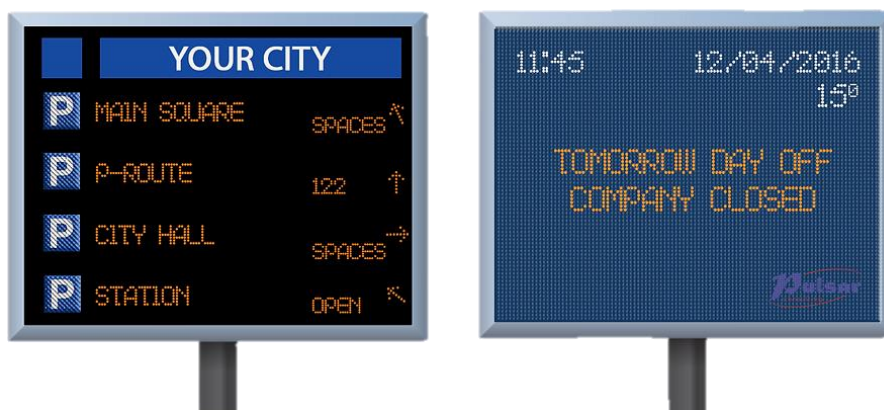 YOUR CITY
P MAIN SQUARE SPACES
P P-ROUTE 122
P CITY HALL SPACES
P STATION OPEN
11:45 12/04/2016
15º
TOMORROW DAY OFF
COMPANY CLOSED
Pulsar